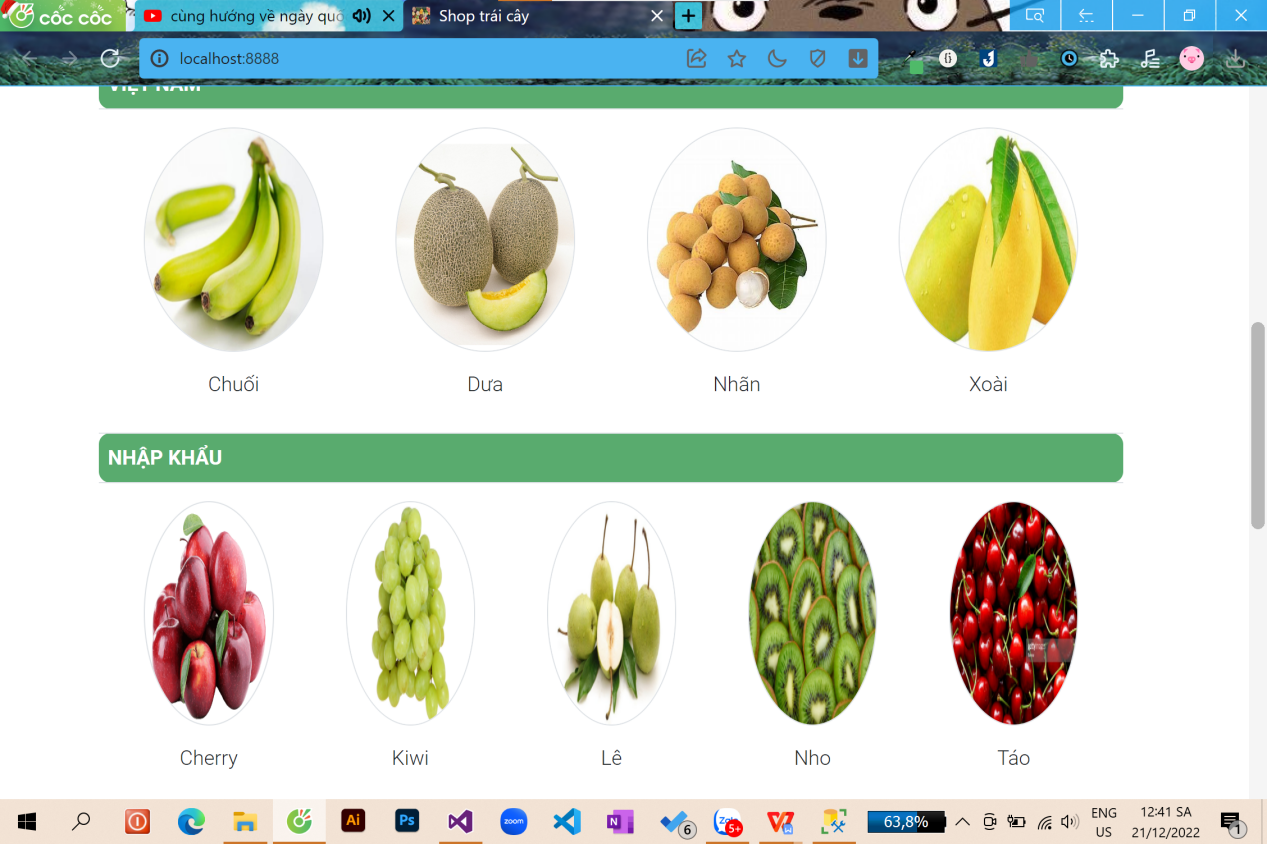 cốc cốc
cùng hướng về ngày quố
Shop trái cây
localhost:8888
VIỆT NAM
Chuối
Dưa
Nhãn
Xoài
NHẬP KHẨU
Cherry
Kiwi
Lê
Nho
Táo
Ai
Ps
zoom
N
6
Zalo
5+
W
63,8%
ENG
US
12:41 SA
21/12/2022
1